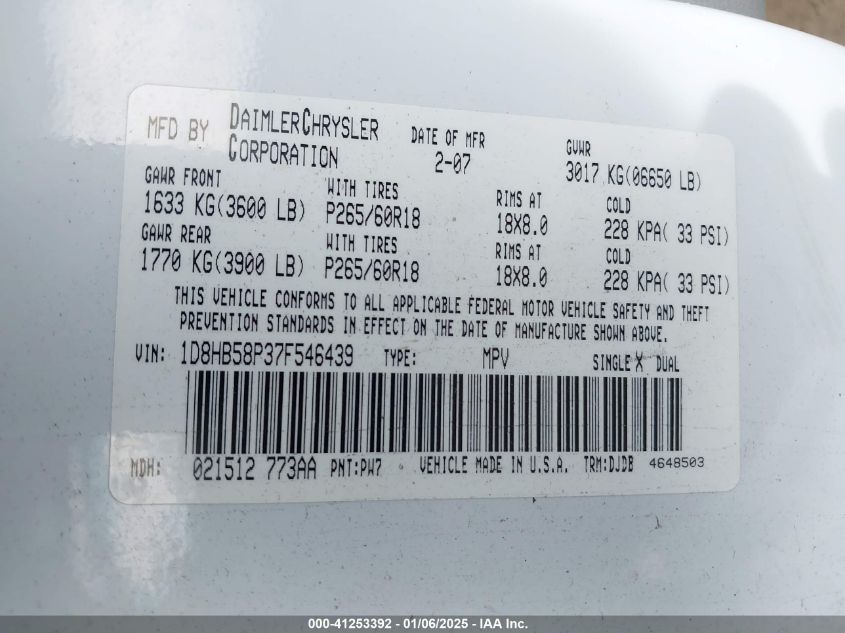 MFD BY DAIMLERCHRYSLER CORPORATION
DATE OF MFR 2-07
GVWR 3017 KG(06650 LB)
GAWR FRONT WITH TIRES RIMS AT COLD
1633 KG(3600 LB) P265/60R18 18X8.0 228 KPA( 33 PSI)
GAWR REAR WITH TIRES RIMS AT COLD
1770 KG(3900 LB) P265/60R18 18X8.0 228 KPA( 33 PSI)
THIS VEHICLE CONFORMS TO ALL APPLICABLE FEDERAL MOTOR VEHICLE SAFETY AND THEFT
PREVENTION STANDARDS IN EFFECT ON THE DATE OF MANUFACTURE SHOWN ABOVE.
VIN: 1D8HB58P37F546439 TYPE: MPV SINGLE X DUAL
MDH: 021512 773AA PNT:PW7 VEHICLE MADE IN U.S.A. TRM:DJDB 4648503
000-41253392 - 01/06/2025 - IAA Inc.